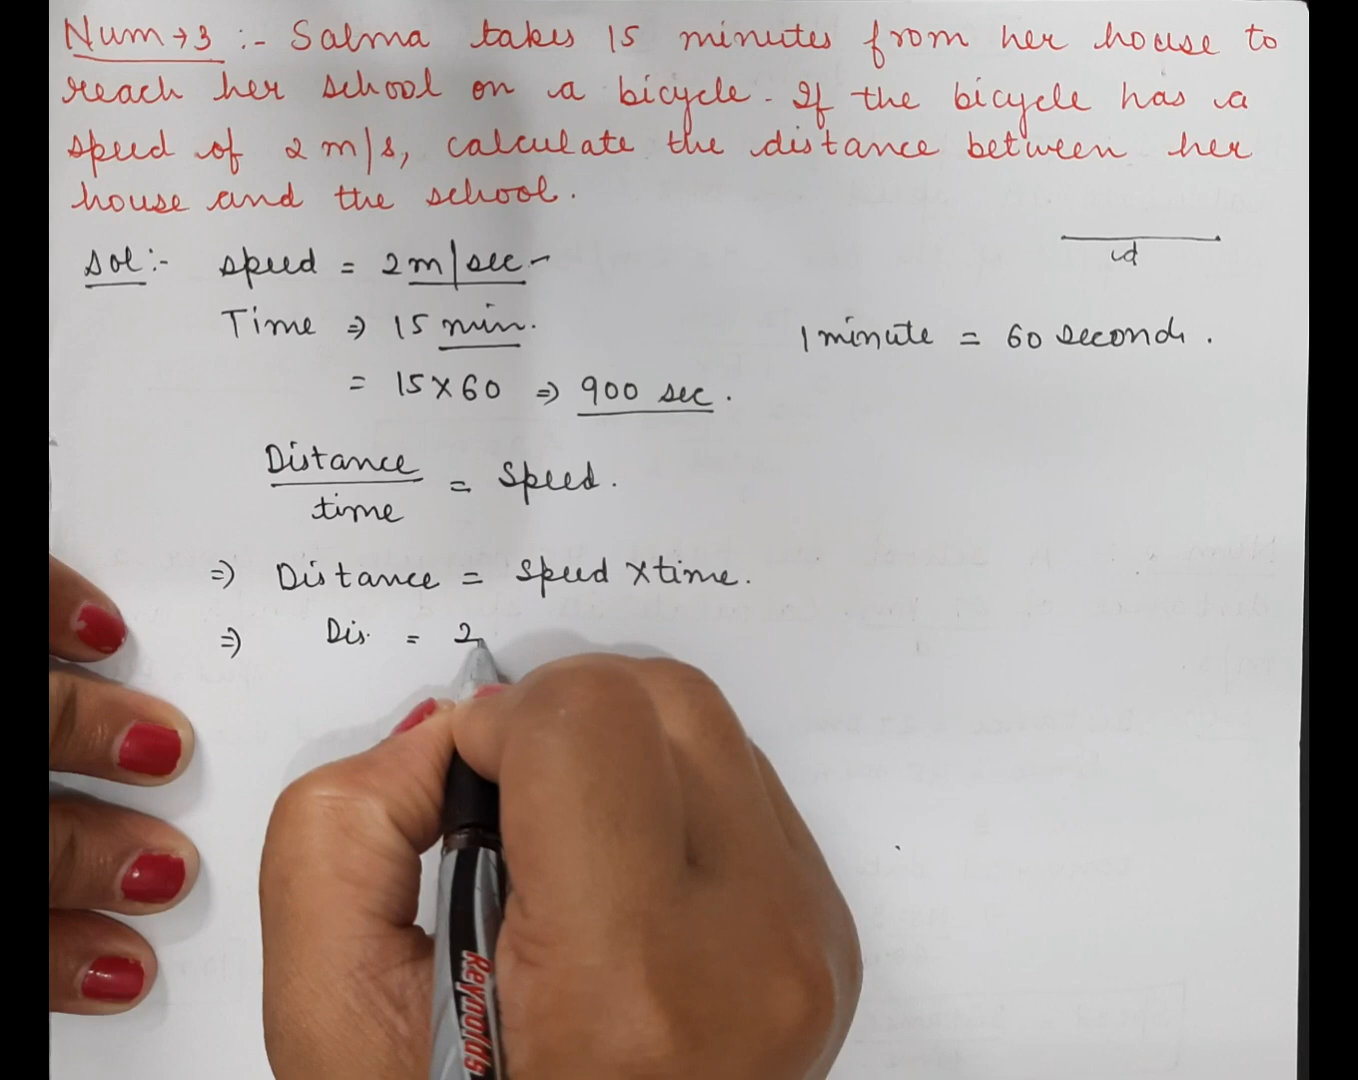 Num→3 :- Salma takes 15 minutes from her house to
reach her school on a bicycle. If the bicycle has a
speed of 2 m/s, calculate the distance between her
house and the school.
Sol:- speed = 2m/sec-
d
Time ⇒ 15 min.
1 minute = 60 seconds.
= 15×60 ⇒ 900 sec.
Distance
time
= Speed.
⇒ Distance = speed × time.
⇒ Dis. = 2
Reynolds